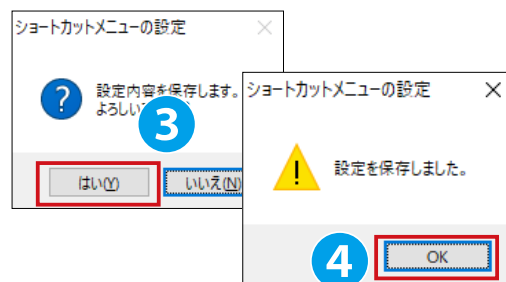 ショートカットメニューの設定
設定内容を保存します。
よろしい
3
はい(Y)
いいえ(N)
ショートカットメニューの設定
設定を保存しました。
4
OK